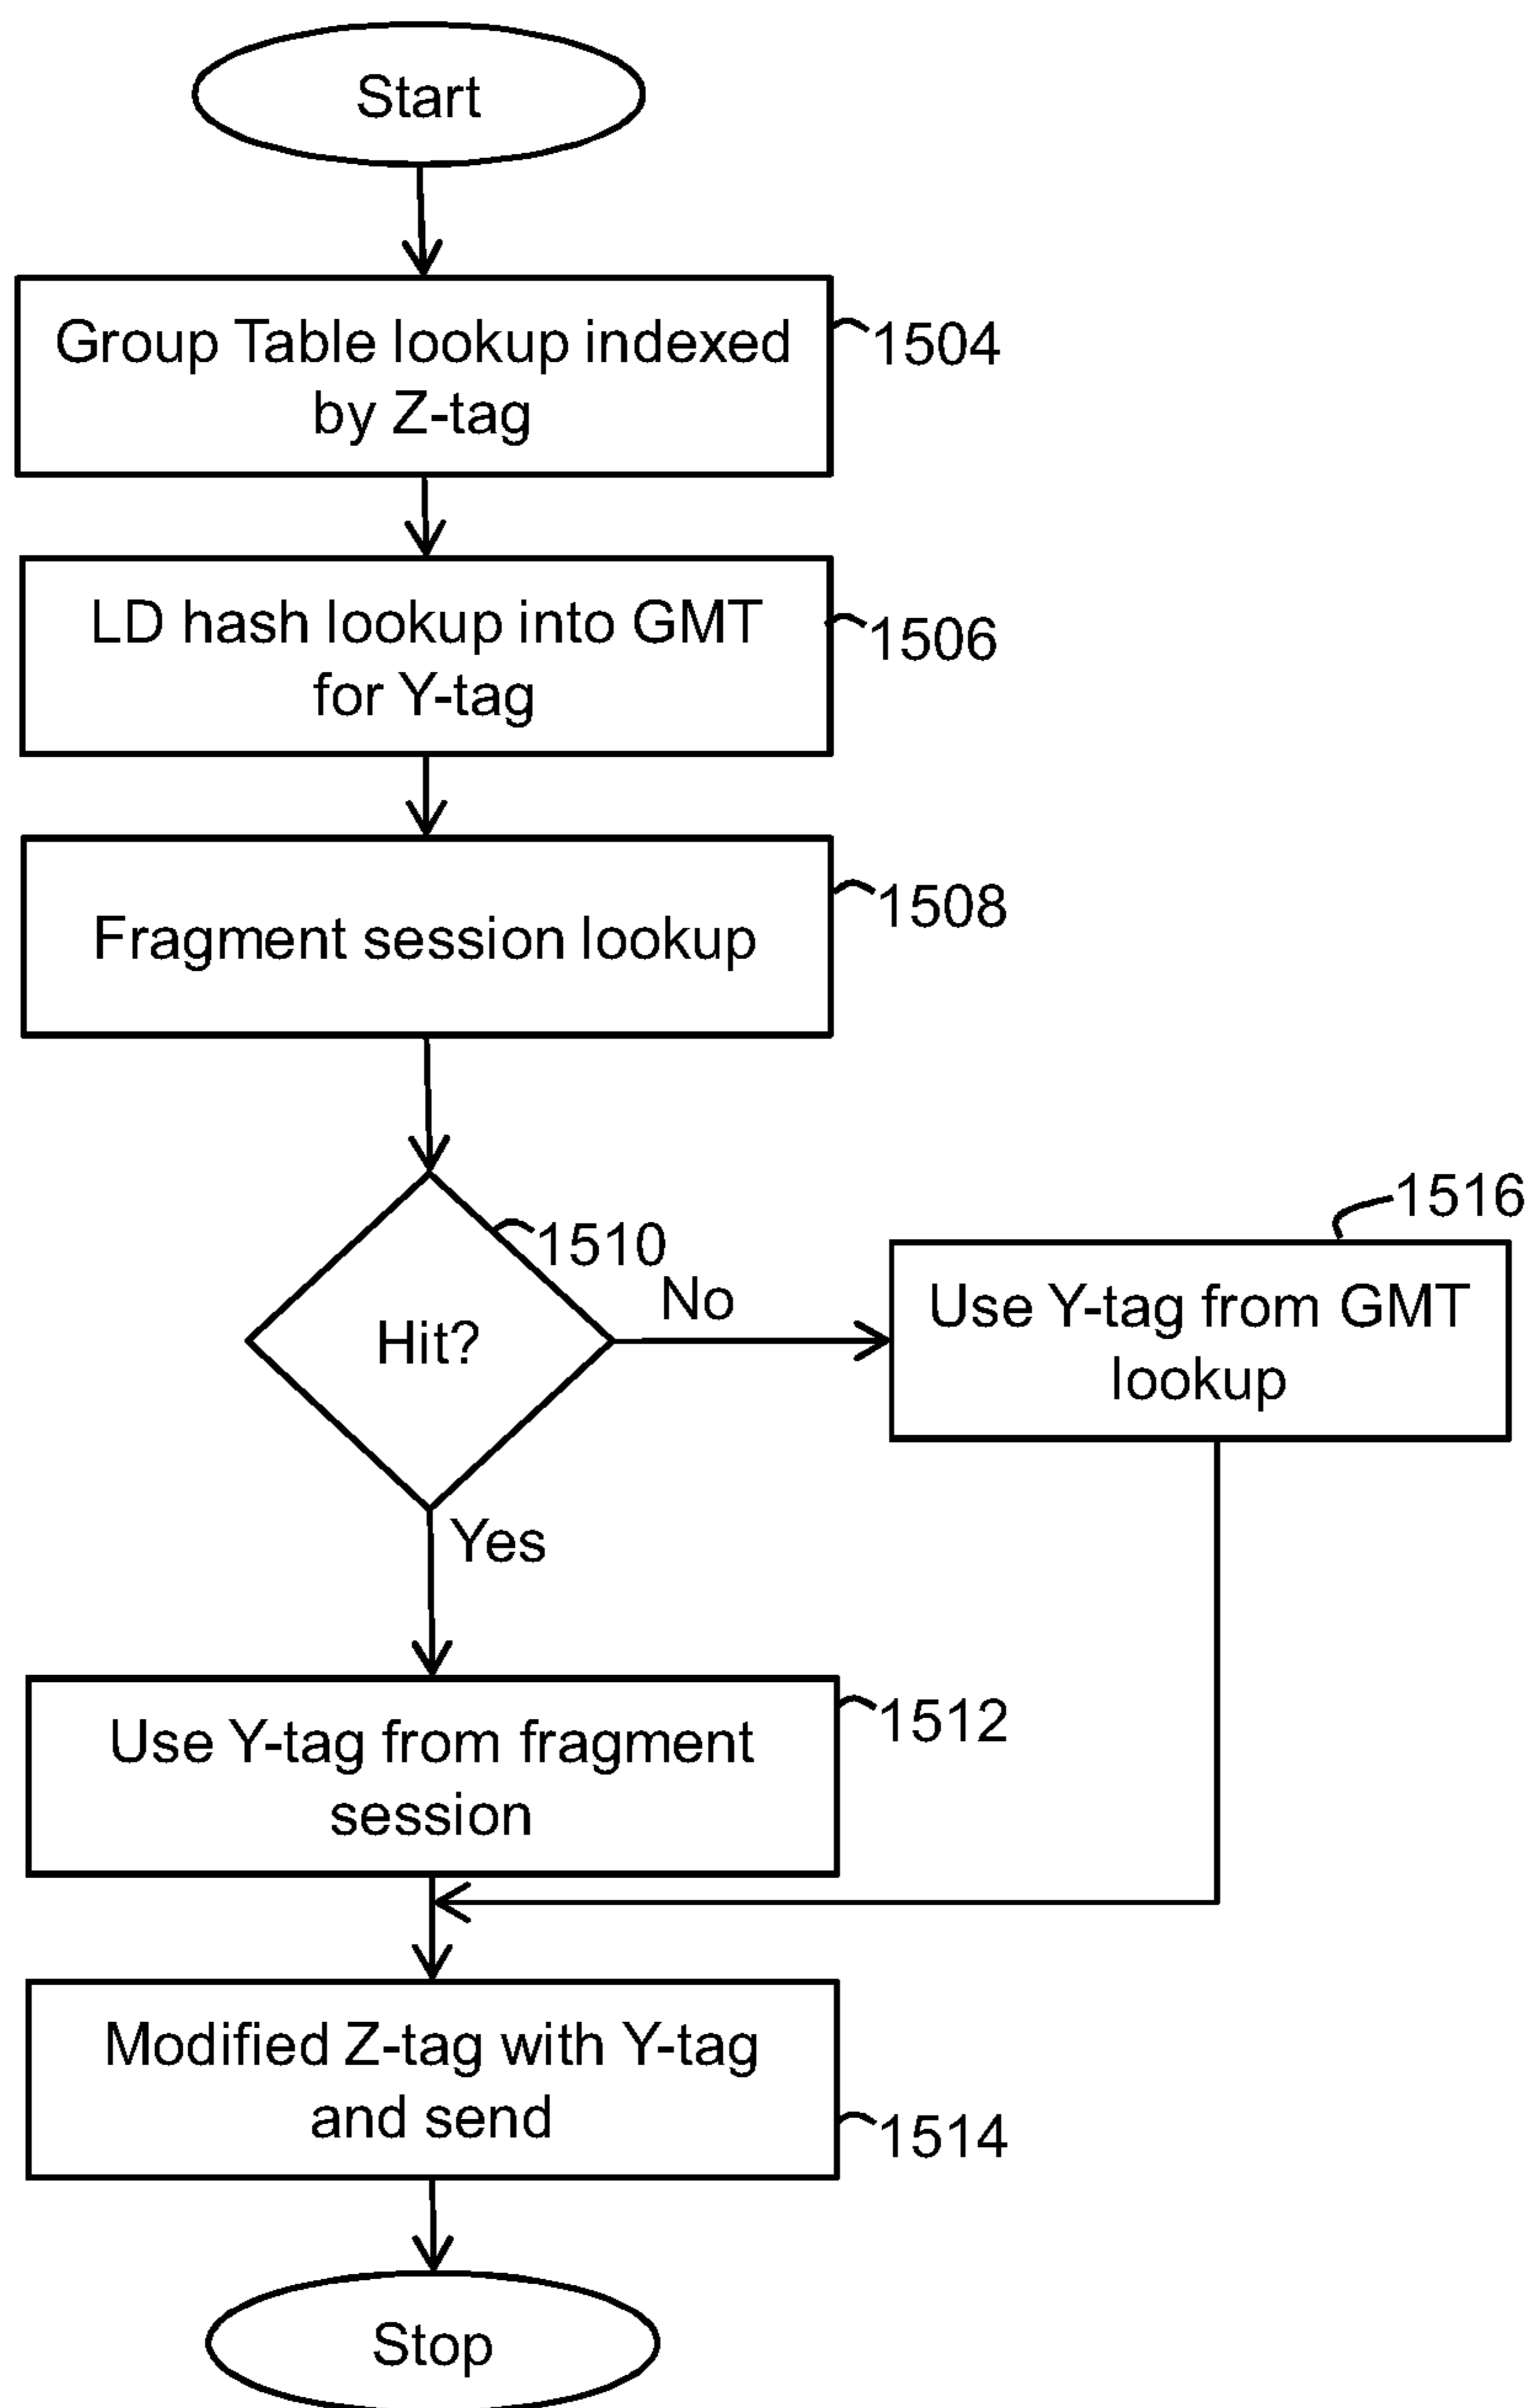 Start
Group Table lookup indexed
by Z-tag
1504
LD hash lookup into GMT
for Y-tag
1506
Fragment session lookup
1508
Hit?
1510
No
Use Y-tag from GMT
lookup
1516
Yes
Use Y-tag from fragment
session
1512
Modified Z-tag with Y-tag
and send
1514
Stop